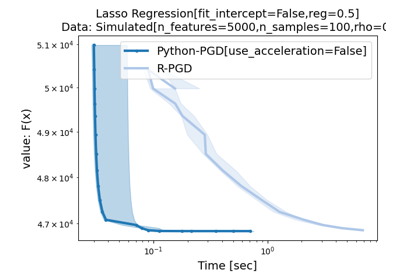 Lasso Regression[fit_intercept=False,reg=0.5]
Data: Simulated[n_features=5000,n_samples=100,rho=0
Python-PGD[use_acceleration=False]
R-PGD
value: F(x)
5.1 × 10⁴
5 × 10⁴
4.9 × 10⁴
4.8 × 10⁴
4.7 × 10⁴
10⁻¹ 10⁰
Time [sec]